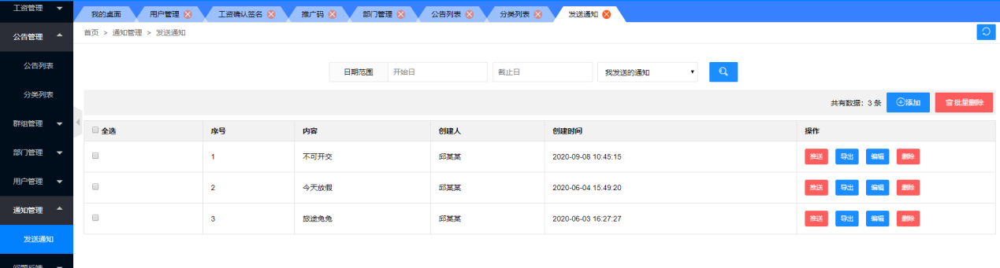 工资管理
我的桌面 用户管理 工资确认签名 推广码 部门管理 公告列表 分类列表 发送通知
公告管理
首页 > 通知管理 > 发送通知
公告列表
日期范围 开始日 截止日 我发送的通知
分类列表
共有数据：3 条 添加 批量删除
群组管理
全选 序号 内容 创建人 创建时间 操作
部门管理
1 不可开交 邱某某 2020-09-08 10:45:15 推送 导出 编辑 删除
用户管理
2 今天放假 邱某某 2020-06-04 15:49:20 推送 导出 编辑 删除
通知管理
3 旅途兔兔 邱某某 2020-06-03 16:27:27 推送 导出 编辑 删除
发送通知
问题反馈